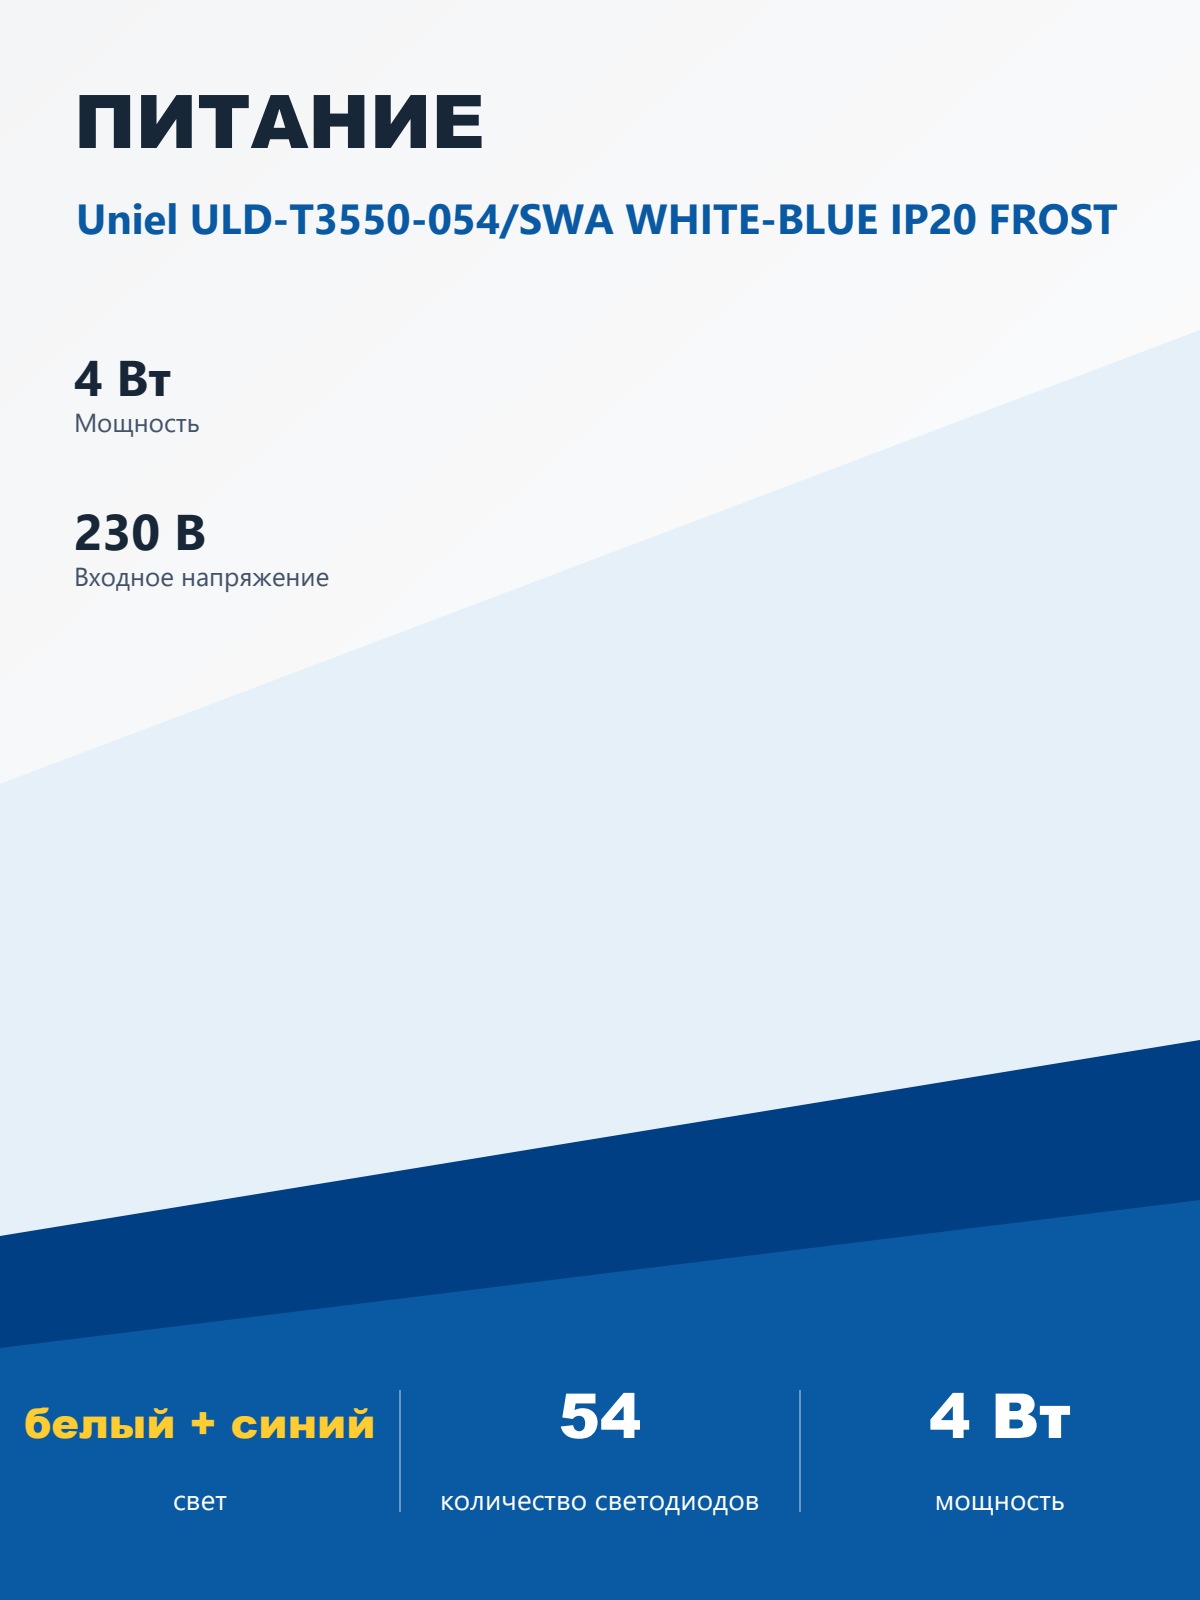 ПИТАНИЕ
Uniel ULD-T3550-054/SWA WHITE-BLUE IP20 FROST
4 Вт
Мощность
230 В
Входное напряжение
белый + синий
свет
54
количество светодиодов
4 Вт
мощность